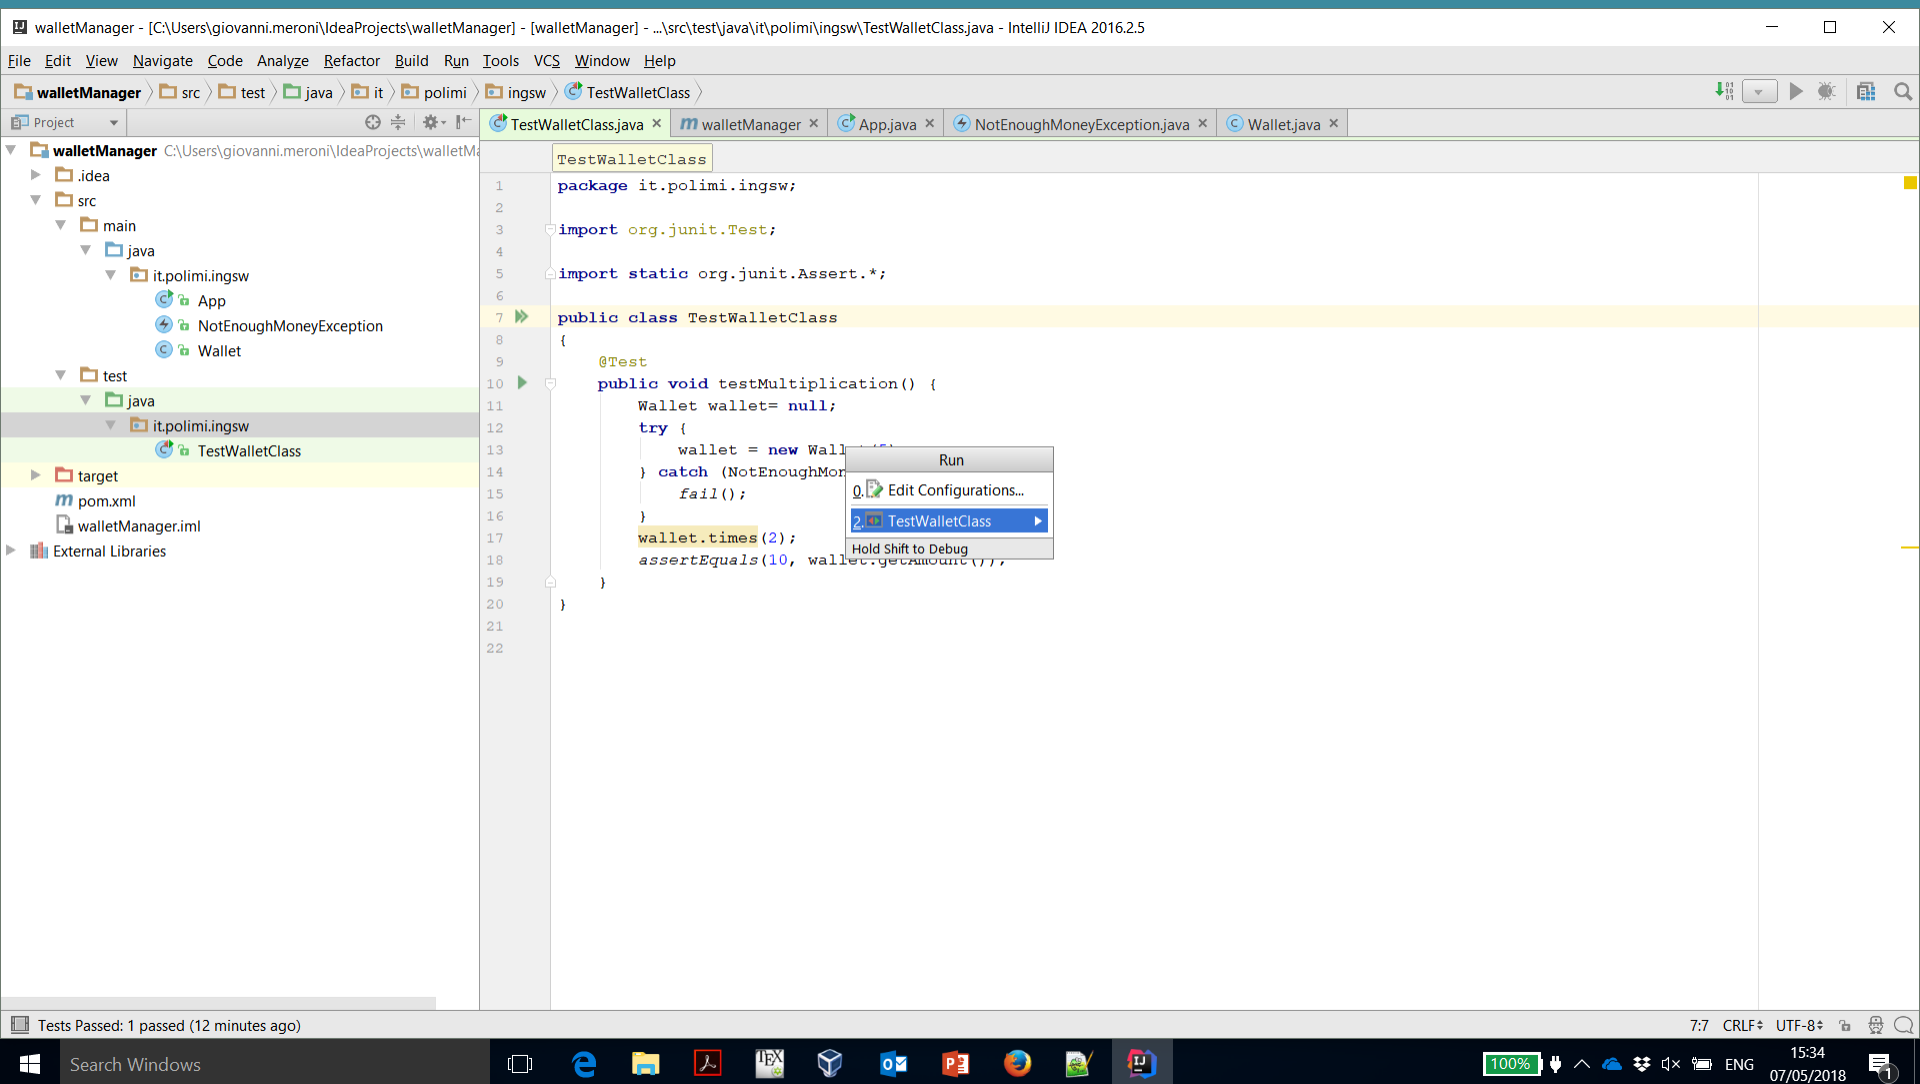 walletManager - [C:\Users\giovanni.meroni\IdeaProjects\walletManager] - [walletManager] - ...\src\test\java\it\polimi\ingsw\TestWalletClass.java - IntelliJ IDEA 2016.2.5
File Edit View Navigate Code Analyze Refactor Build Run Tools VCS Window Help
walletManager src test java it polimi ingsw TestWalletClass
Project
TestWalletClass.java walletManager App.java NotEnoughMoneyException.java Wallet.java
walletManager C:\Users\giovanni.meroni\IdeaProjects\walletMa
.idea
src
main
java
it.polimi.ingsw
App
NotEnoughMoneyException
Wallet
test
java
it.polimi.ingsw
TestWalletClass
target
pom.xml
walletManager.iml
External Libraries
TestWalletClass
1 package it.polimi.ingsw;
2
3 import org.junit.Test;
4
5 import static org.junit.Assert.*;
6
7 public class TestWalletClass
8 {
9 @Test
10 public void testMultiplication() {
11 Wallet wallet= null;
12 try {
13 wallet = new Wall
14 } catch (NotEnoughMon
15 fail();
16 }
17 wallet.times(2);
18 assertEquals(10, wallet.getAmount());
19 }
20 }
21
22
Run
0. Edit Configurations...
2. TestWalletClass
Hold Shift to Debug
Tests Passed: 1 passed (12 minutes ago)
7:7 CRLF UTF-8
Search Windows
100%
ENG
15:34
07/05/2018
1